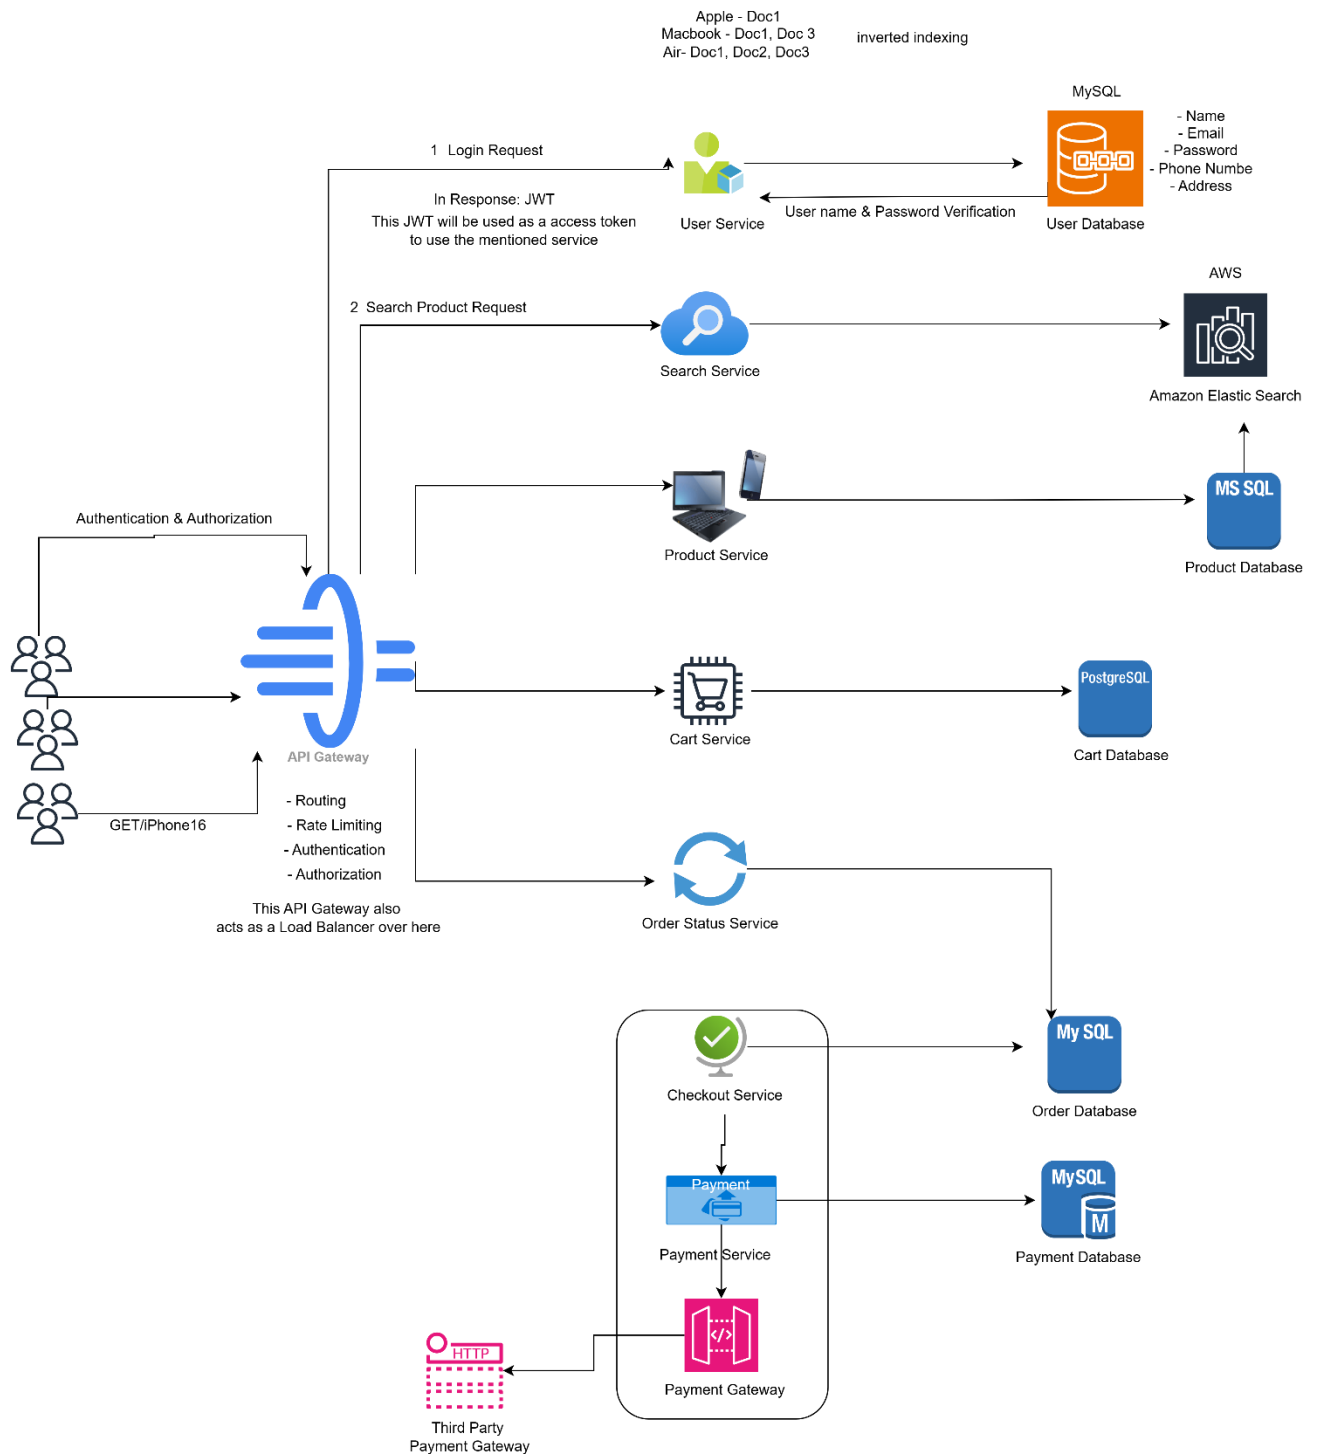 Apple - Doc1
Macbook - Doc1, Doc 3
Air- Doc1, Doc2, Doc3
inverted indexing
MySQL
- Name
- Email
- Password
- Phone Numbe
- Address
User Database
1 Login Request
In Response: JWT
This JWT will be used as a access token
to use the mentioned service
User Service
User name & Password Verification
AWS
2 Search Product Request
Search Service
Amazon Elastic Search
Product Service
MS SQL
Product Database
Authentication & Authorization
API Gateway
Cart Service
PostgreSQL
Cart Database
GET/iPhone16
- Routing
- Rate Limiting
- Authentication
- Authorization
This API Gateway also
acts as a Load Balancer over here
Order Status Service
Checkout Service
My SQL
Order Database
Payment
Payment Service
MySQL
M
Payment Database
</>
Payment Gateway
HTTP
Third Party
Payment Gateway